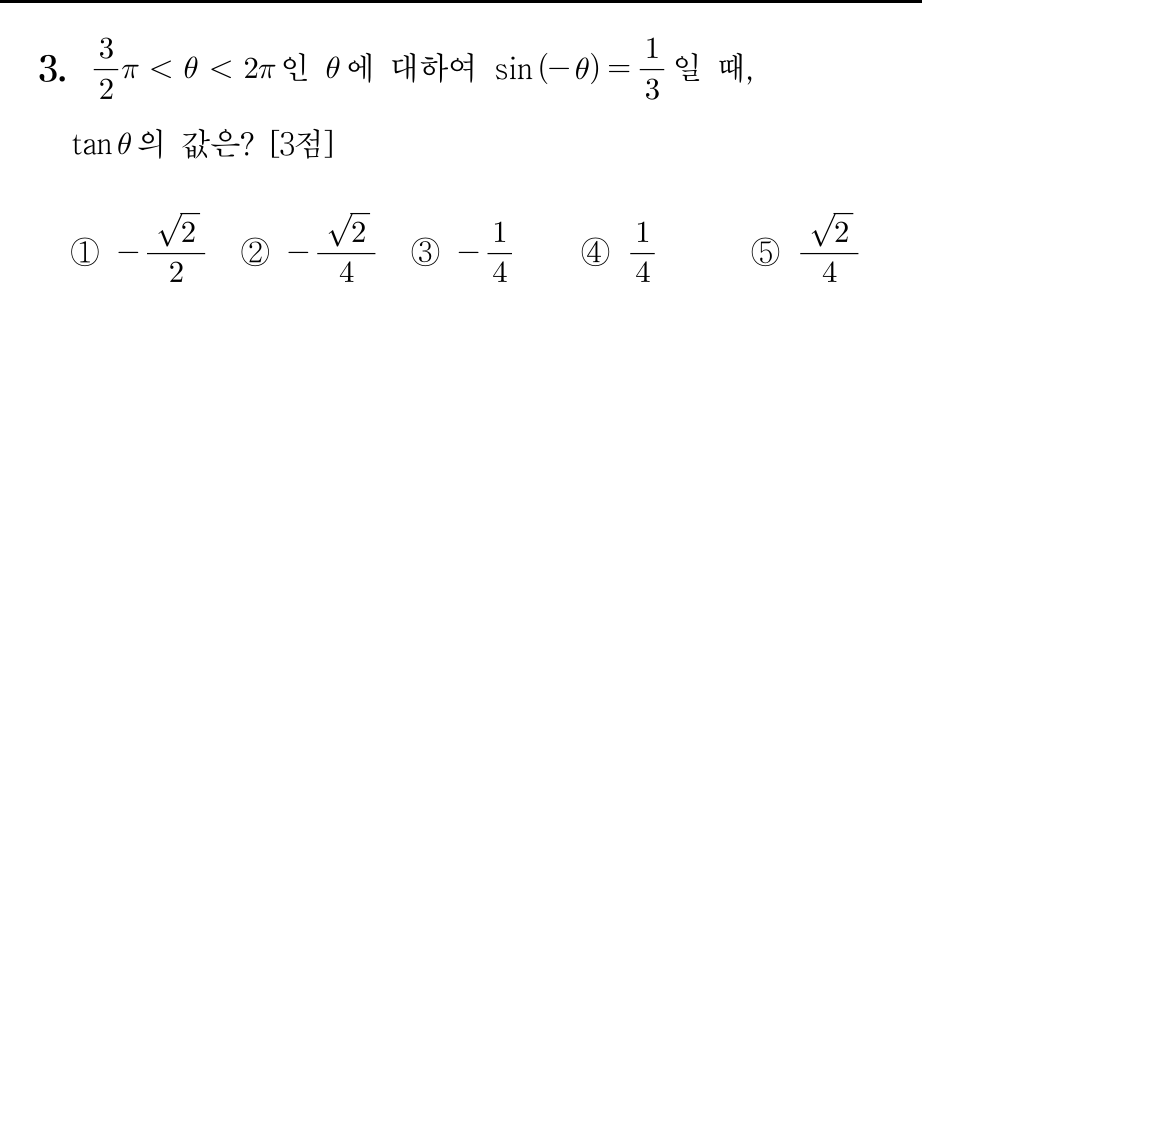 3. $\frac{3}{2}\pi < \theta < 2\pi$인 $\theta$에 대하여 $\sin(-\theta) = \frac{1}{3}$일 때,
$\tan\theta$의 값은? [3점]
① $-\frac{\sqrt{2}}{2}$ ② $-\frac{\sqrt{2}}{4}$ ③ $-\frac{1}{4}$ ④ $\frac{1}{4}$ ⑤ $\frac{\sqrt{2}}{4}$